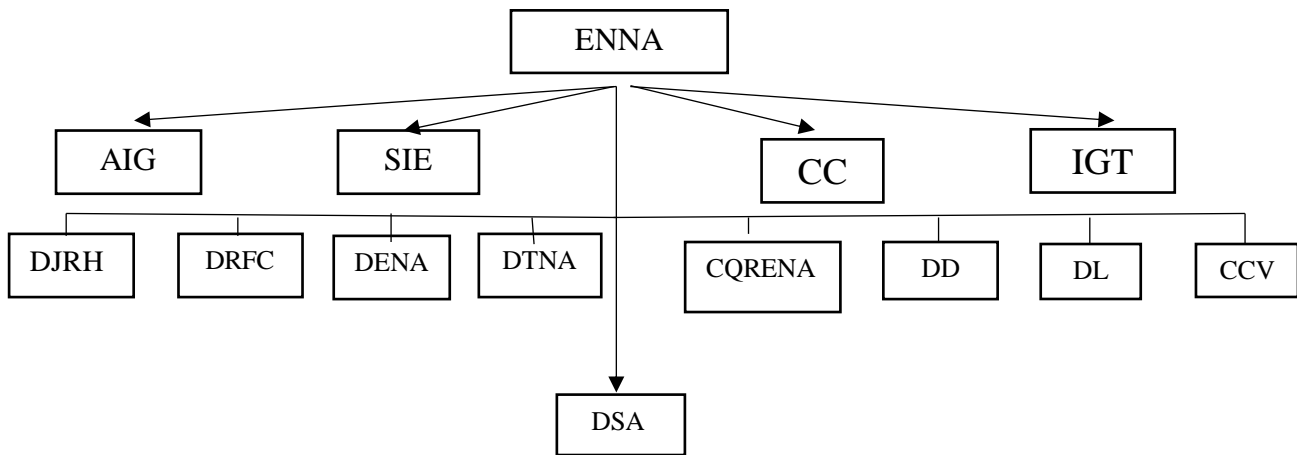 ENNA
AIG
SIE
CC
IGT
DJRH
DRFC
DENA
DTNA
CQRENA
DD
DL
CCV
DSA